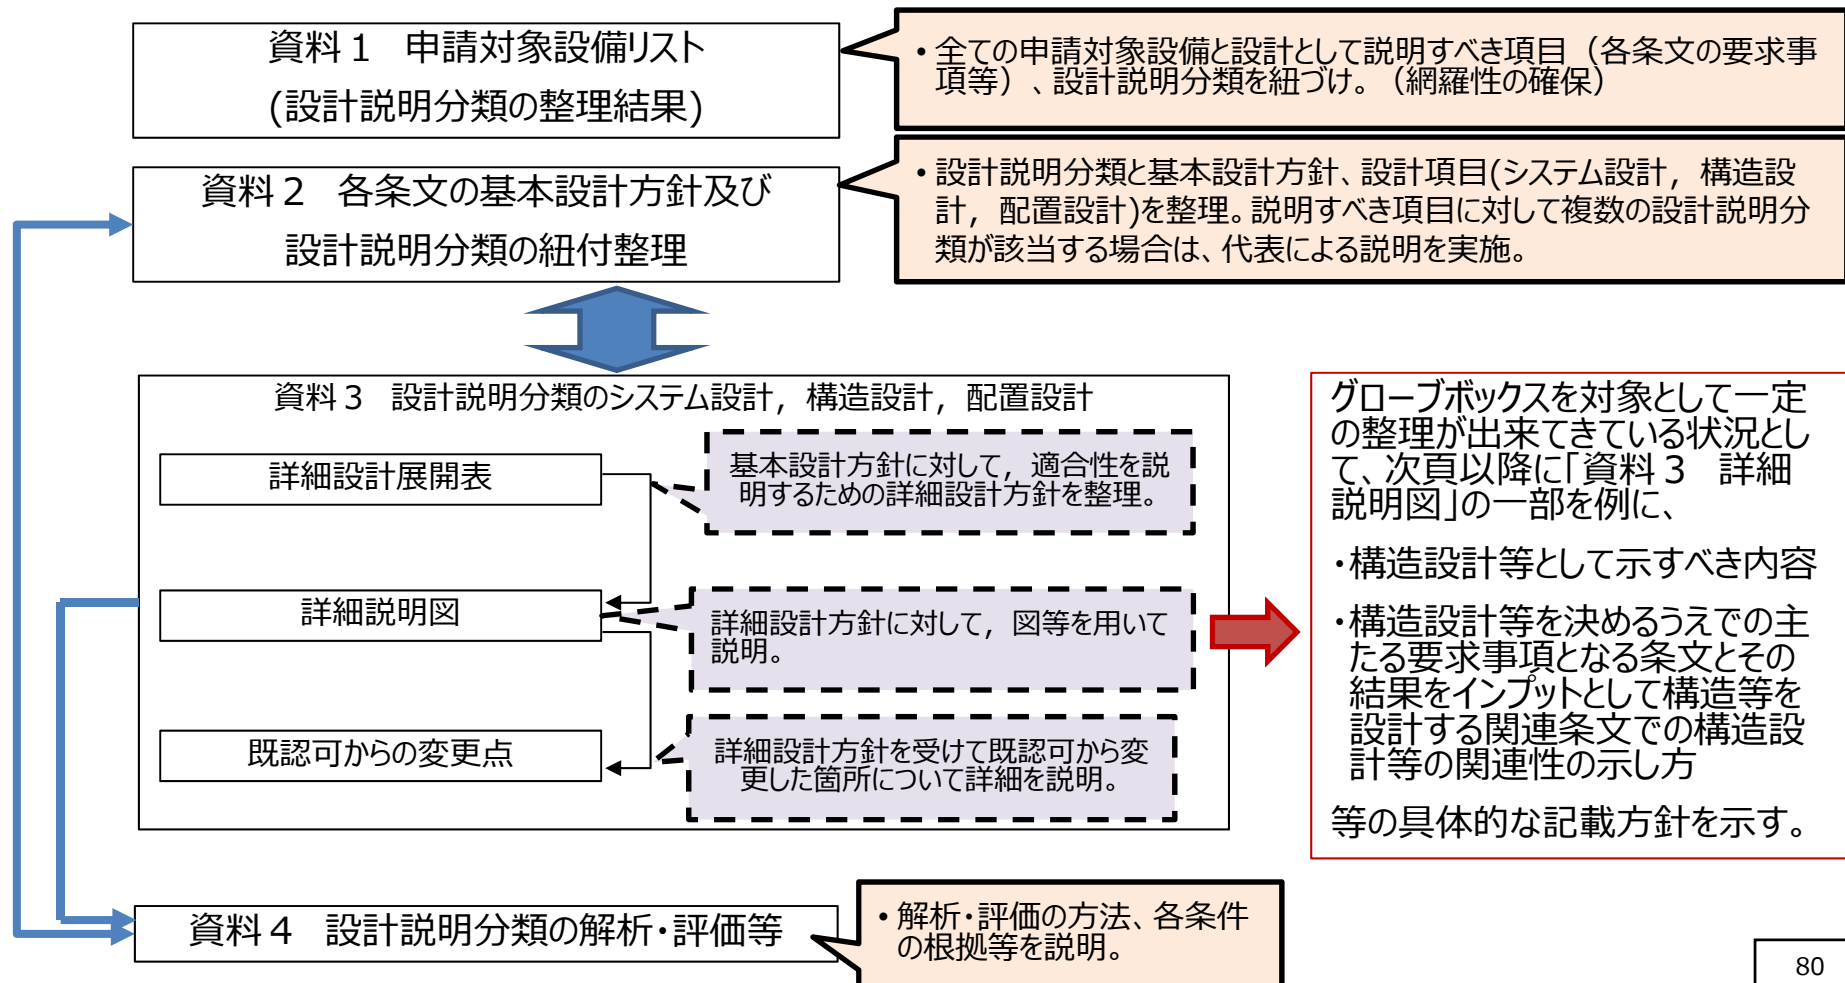 資料１　申請対象設備リスト
(設計説明分類の整理結果)
・全ての申請対象設備と設計として説明すべき項目（各条文の要求事
項等）、設計説明分類を紐づけ。（網羅性の確保）
資料２　各条文の基本設計方針及び
設計説明分類の紐付整理
・設計説明分類と基本設計方針、設計項目(システム設計，構造設
計，配置設計)を整理。説明すべき項目に対して複数の設計説明分
類が該当する場合は、代表による説明を実施。
資料３　設計説明分類のシステム設計，構造設計，配置設計
詳細設計展開表
基本設計方針に対して，適合性を説
明するための詳細設計方針を整理。
詳細説明図
詳細設計方針に対して，図等を用いて
説明。
既認可からの変更点
詳細設計方針を受けて既認可から変
更した箇所について詳細を説明。
グローブボックスを対象として一定
の整理が出来てきている状況とし
て、次頁以降に「資料３　詳細
説明図」の一部を例に、
・構造設計等として示すべき内容
・構造設計等を決めるうえでの主
たる要求事項となる条文とその
結果をインプットとして構造等を
設計する関連条文での構造設
計等の関連性の示し方
等の具体的な記載方針を示す。
資料４　設計説明分類の解析・評価等
・解析・評価の方法、各条件
の根拠等を説明。
80